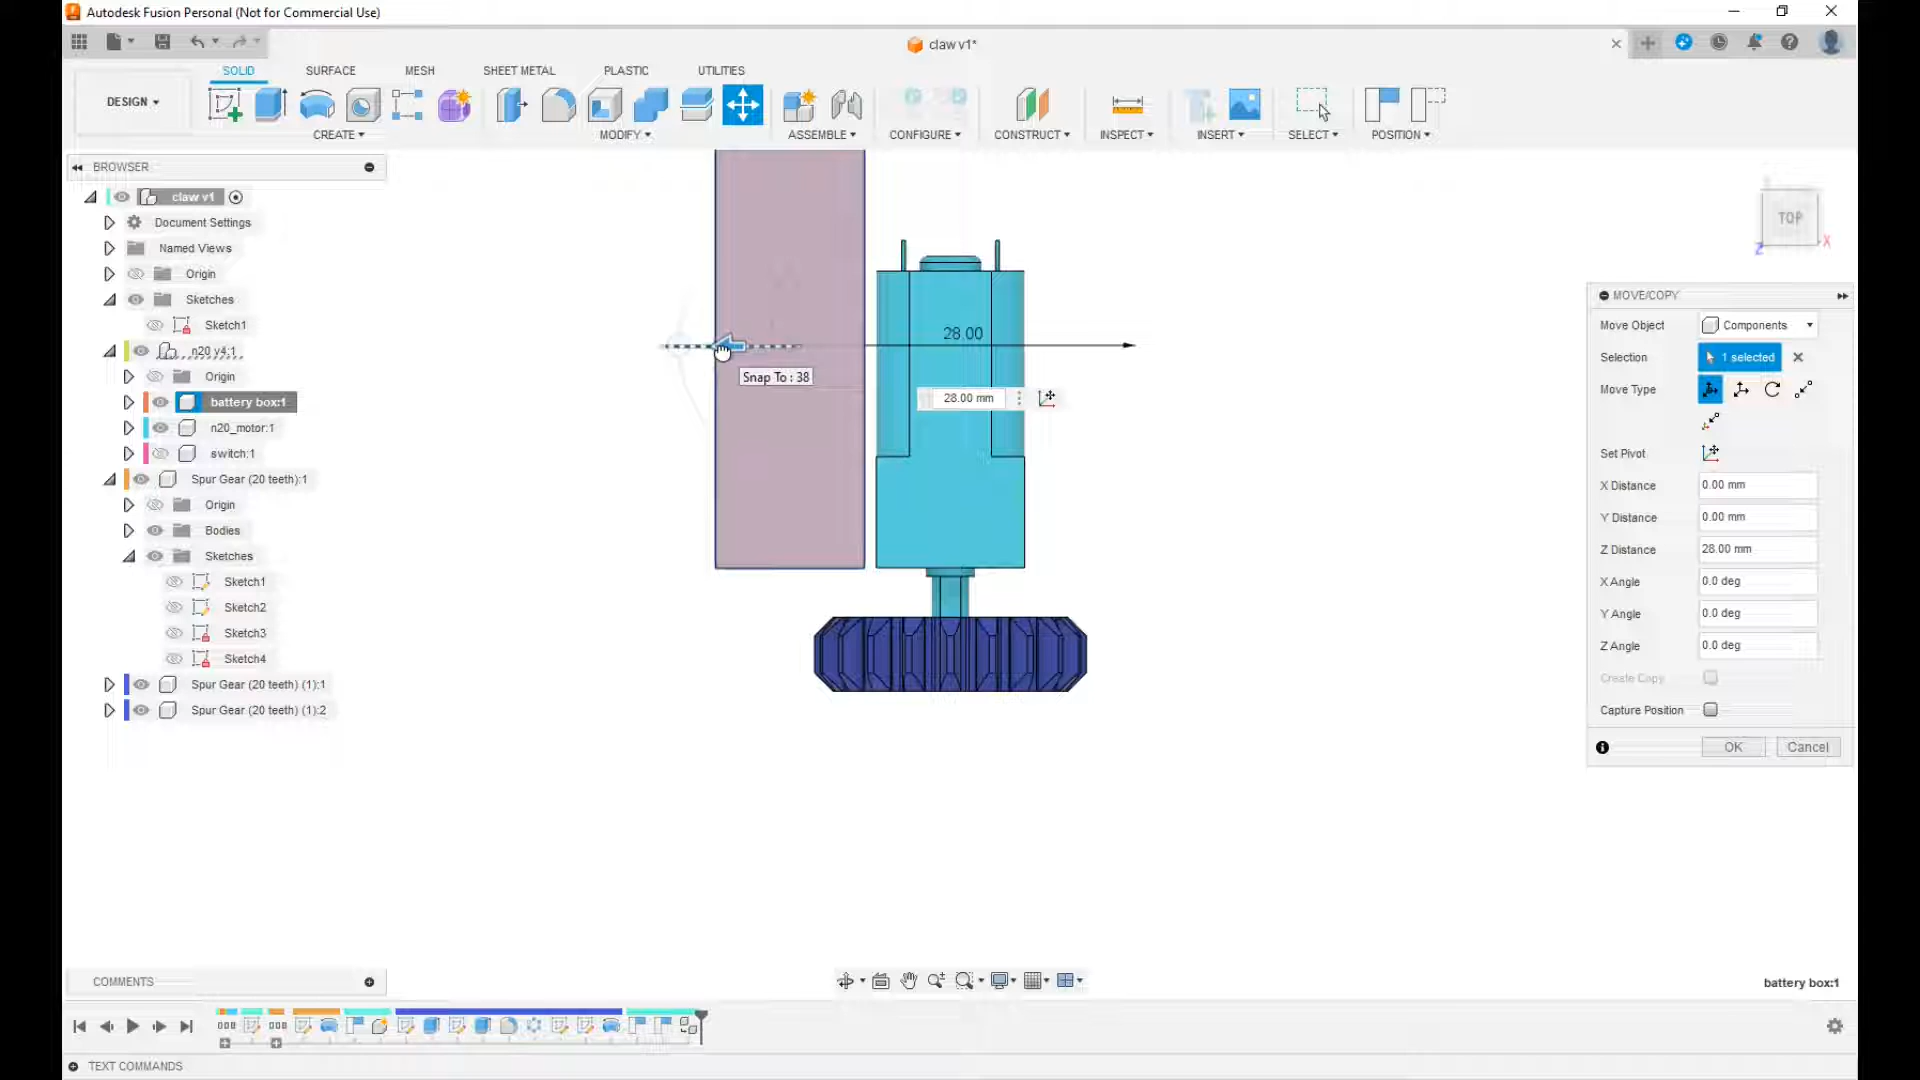 Autodesk Fusion Personal (Not for Commercial Use)
claw v1*
SOLID SURFACE MESH SHEET METAL PLASTIC UTILITIES
DESIGN
CREATE MODIFY ASSEMBLE CONFIGURE CONSTRUCT INSPECT INSERT SELECT POSITION
BROWSER
claw v1
Document Settings
Named Views
Origin
Sketches
Sketch1
n20 v4:1
Origin
battery box:1
n20_motor:1
switch:1
Spur Gear (20 teeth):1
Origin
Bodies
Sketches
Sketch1
Sketch2
Sketch3
Sketch4
Spur Gear (20 teeth) (1):1
Spur Gear (20 teeth) (1):2
28.00
Snap To : 38
28.00 mm
TOP
Z
X
MOVE/COPY
Move Object Components
Selection 1 selected
Move Type
Set Pivot
X Distance 0.00 mm
Y Distance 0.00 mm
Z Distance 28.00 mm
X Angle 0.0 deg
Y Angle 0.0 deg
Z Angle 0.0 deg
Create Copy
Capture Position
OK Cancel
COMMENTS
battery box:1
TEXT COMMANDS